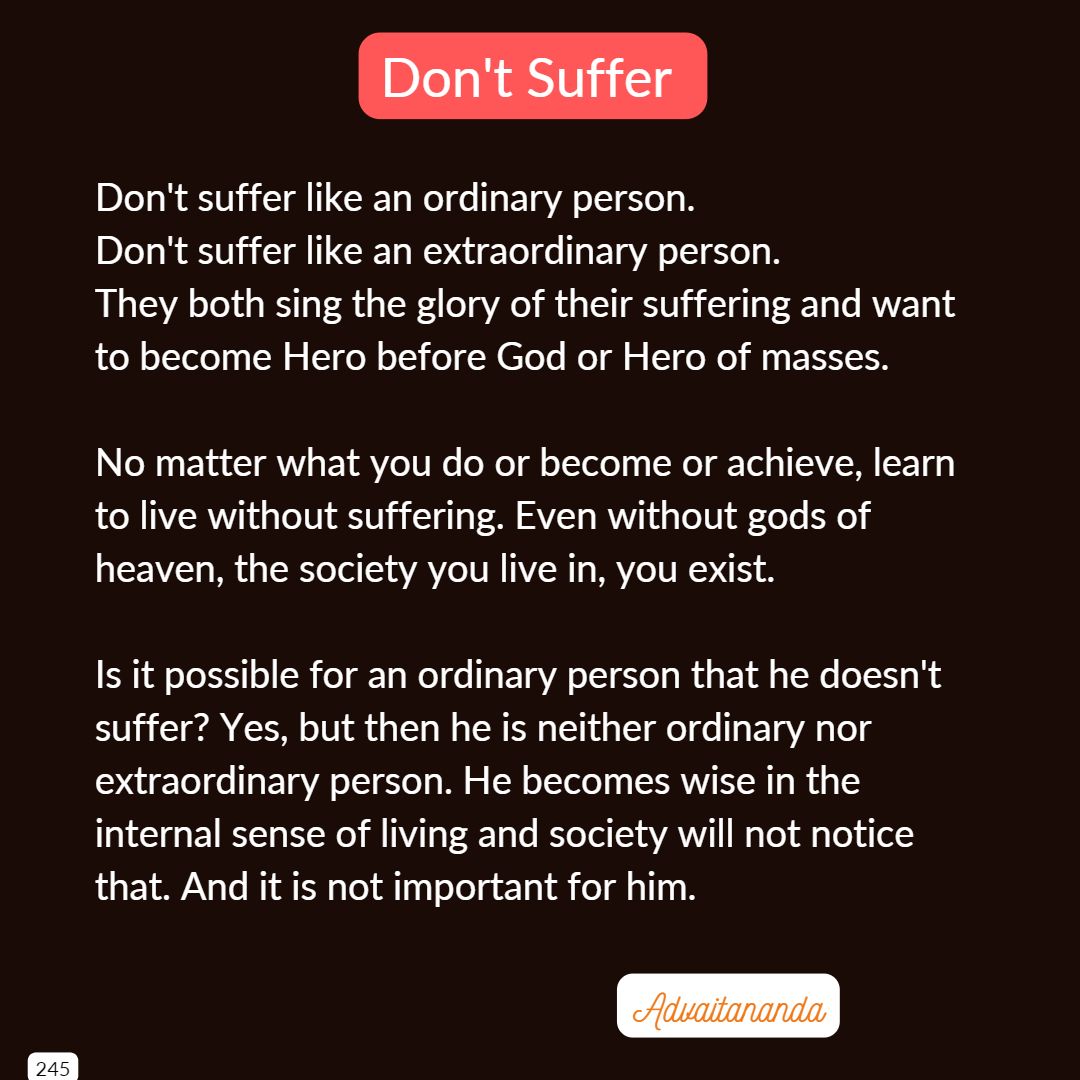 Don't Suffer
Don't suffer like an ordinary person.
Don't suffer like an extraordinary person.
They both sing the glory of their suffering and want
to become Hero before God or Hero of masses.
No matter what you do or become or achieve, learn
to live without suffering. Even without gods of
heaven, the society you live in, you exist.
Is it possible for an ordinary person that he doesn't
suffer? Yes, but then he is neither ordinary nor
extraordinary person. He becomes wise in the
internal sense of living and society will not notice
that. And it is not important for him.
Advaitananda
245